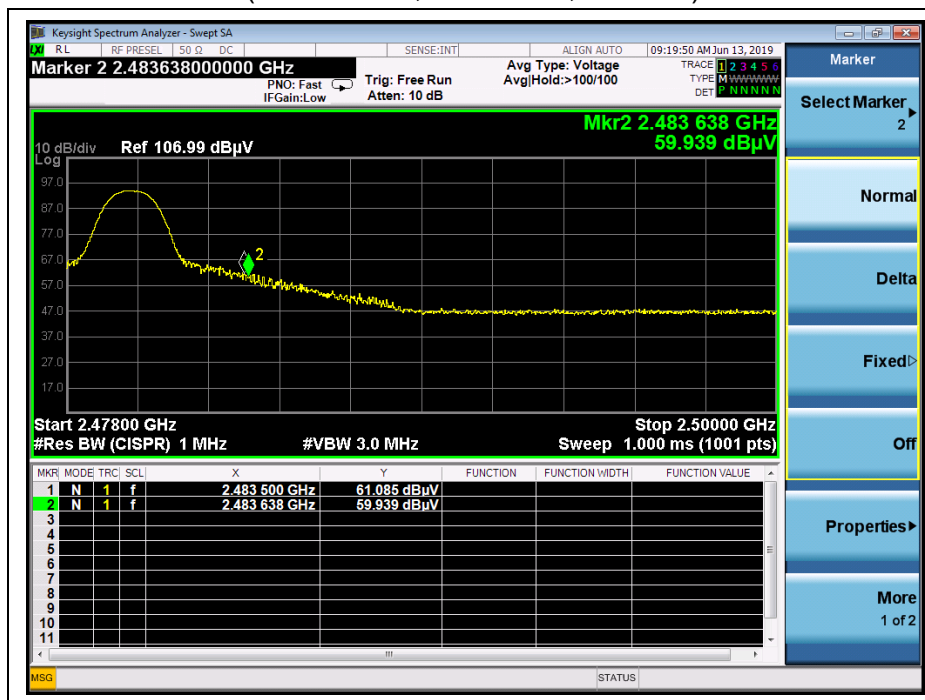 Keysight Spectrum Analyzer - Swept SA
LXI RL RF PRESEL 50 Ω DC SENSE:INT ALIGN AUTO 09:19:50 AM Jun 13, 2019
Marker 2 2.483638000000 GHz
PNO: Fast
IFGain:Low
Trig: Free Run
Atten: 10 dB
Avg Type: Voltage
Avg|Hold:>100/100
TRACE 1 2 3 4 5 6
TYPE M WWWWW
DET P N N N N N
Mkr2 2.483 638 GHz
59.939 dBµV
10 dB/div Ref 106.99 dBµV
Log
97.0
87.0
77.0
67.0
57.0
47.0
37.0
27.0
17.0
2
Start 2.47800 GHz Stop 2.50000 GHz
#Res BW (CISPR) 1 MHz #VBW 3.0 MHz Sweep 1.000 ms (1001 pts)
MKR MODE TRC SCL X Y FUNCTION FUNCTION WIDTH FUNCTION VALUE
1 N 1 f 2.483 500 GHz 61.085 dBµV
2 N 1 f 2.483 638 GHz 59.939 dBµV
3
4
5
6
7
8
9
10
11
MSG STATUS
Marker
Select Marker
2
Normal
Delta
Fixed
Off
Properties
More
1 of 2